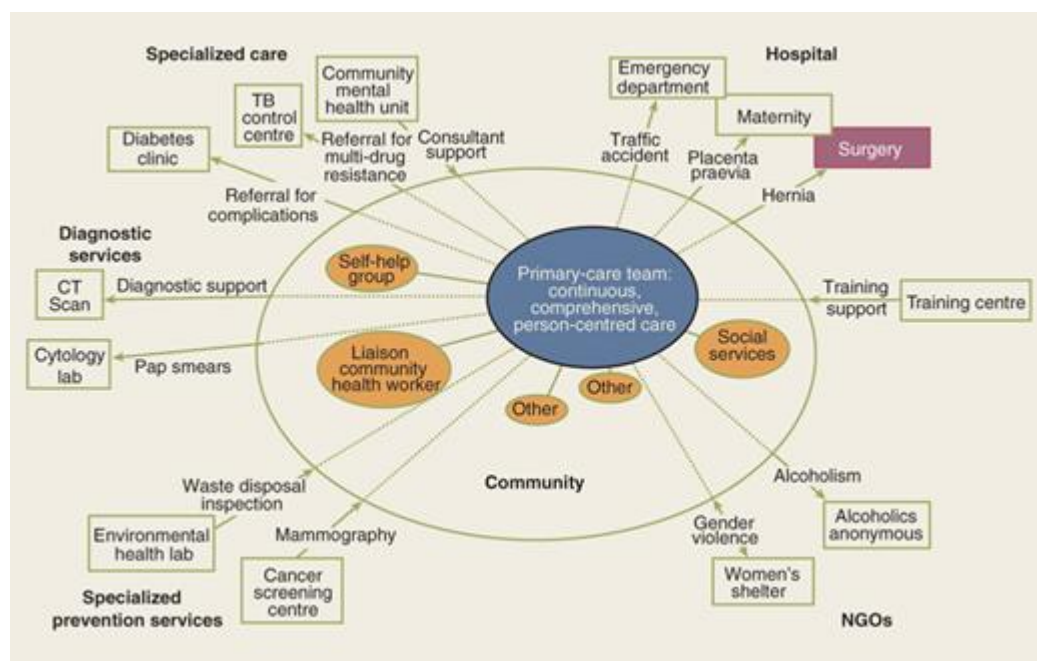 Specialized care
Hospital
Community
mental
health unit
Emergency
department
TB
control
centre
Maternity
Diabetes
clinic
Surgery
Referral for
multi-drug
resistance
Consultant
support
Traffic
accident
Placenta
praevia
Hernia
Referral for
complications
Diagnostic
services
Self-help
group
Primary-care team:
continuous,
comprehensive,
person-centred care
CT
Scan
Diagnostic support
Training
support
Training centre
Cytology
lab
Pap smears
Liaison
community
health worker
Social
services
Other
Other
Community
Waste disposal
inspection
Alcoholism
Environmental
health lab
Mammography
Gender
violence
Alcoholics
anonymous
Cancer
screening
centre
Women's
shelter
Specialized
prevention services
NGOs